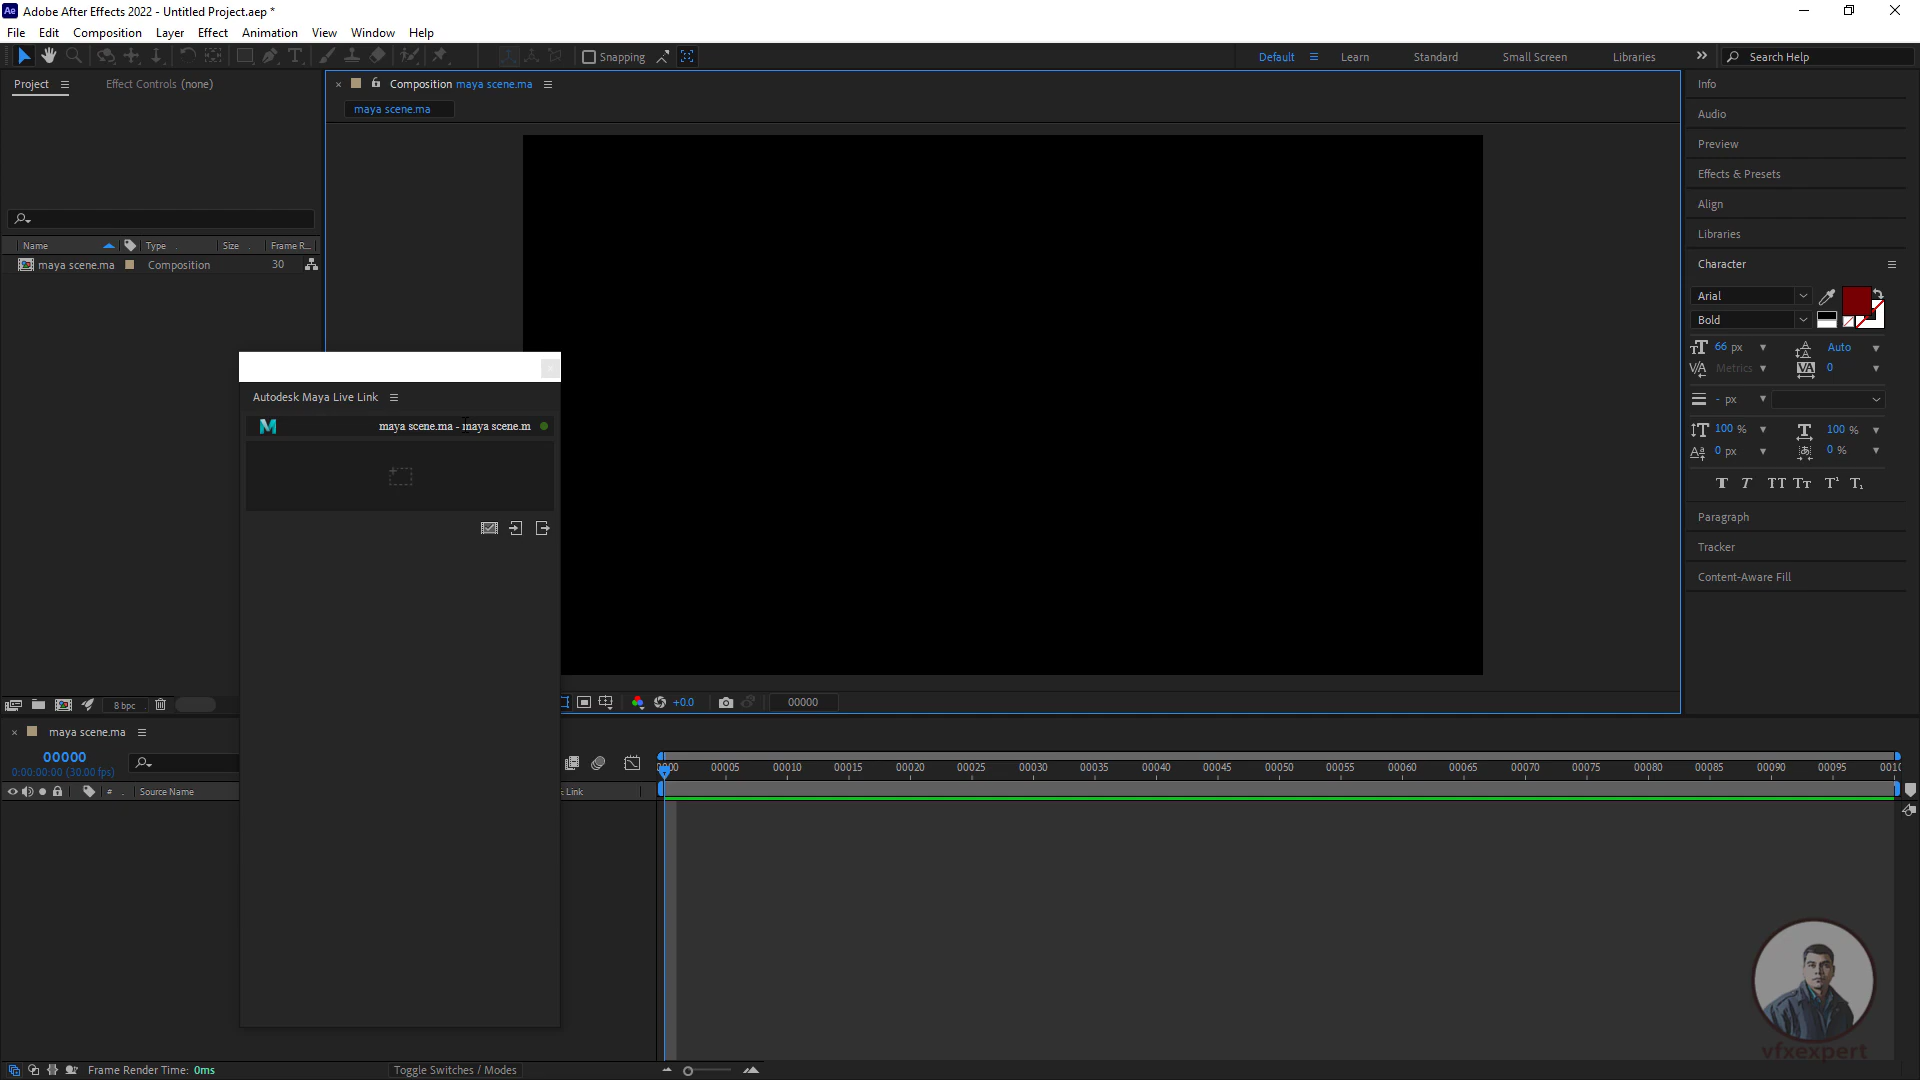 Ae Adobe After Effects 2022 - Untitled Project.aep *
File Edit Composition Layer Effect Animation View Window Help
Snapping Default Learn Standard Small Screen Libraries Search Help
Project Effect Controls (none)
Composition maya scene.ma
maya scene.ma
Name Type Size Frame R...
maya scene.ma Composition 30
Autodesk Maya Live Link
M maya scene.ma - maya scene.m
8 bpc
+0.0 00000
Info
Audio
Preview
Effects & Presets
Align
Libraries
Character
Arial
Bold
66 px Auto
Metrics 0
- px
100 % 100 %
0 px 0 %
T T TT Tt T¹ T₁
Paragraph
Tracker
Content-Aware Fill
maya scene.ma
00000
0:00:00:00 (30.00 fps)
# Source Name Link
00005 00010 00015 00020 00025 00030 00035 00040 00045 00050 00055 00060 00065 00070 00075 00080 00085 00090 00095
Frame Render Time: 0ms Toggle Switches / Modes
vfxexpert